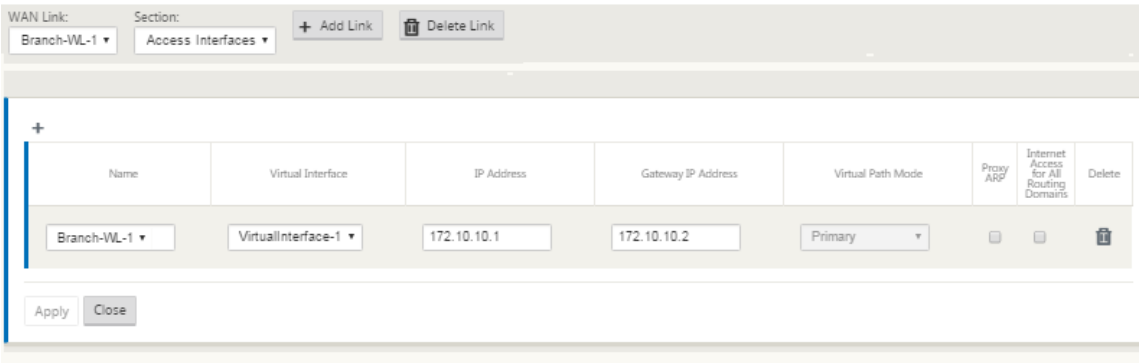 WAN Link: Section:
Branch-WL-1 Access Interfaces + Add Link Delete Link
+
Name Virtual Interface IP Address Gateway IP Address Virtual Path Mode Proxy ARP Internet Access for All Routing Domains Delete
Branch-WL-1 VirtualInterface-1 172.10.10.1 172.10.10.2 Primary
Apply Close